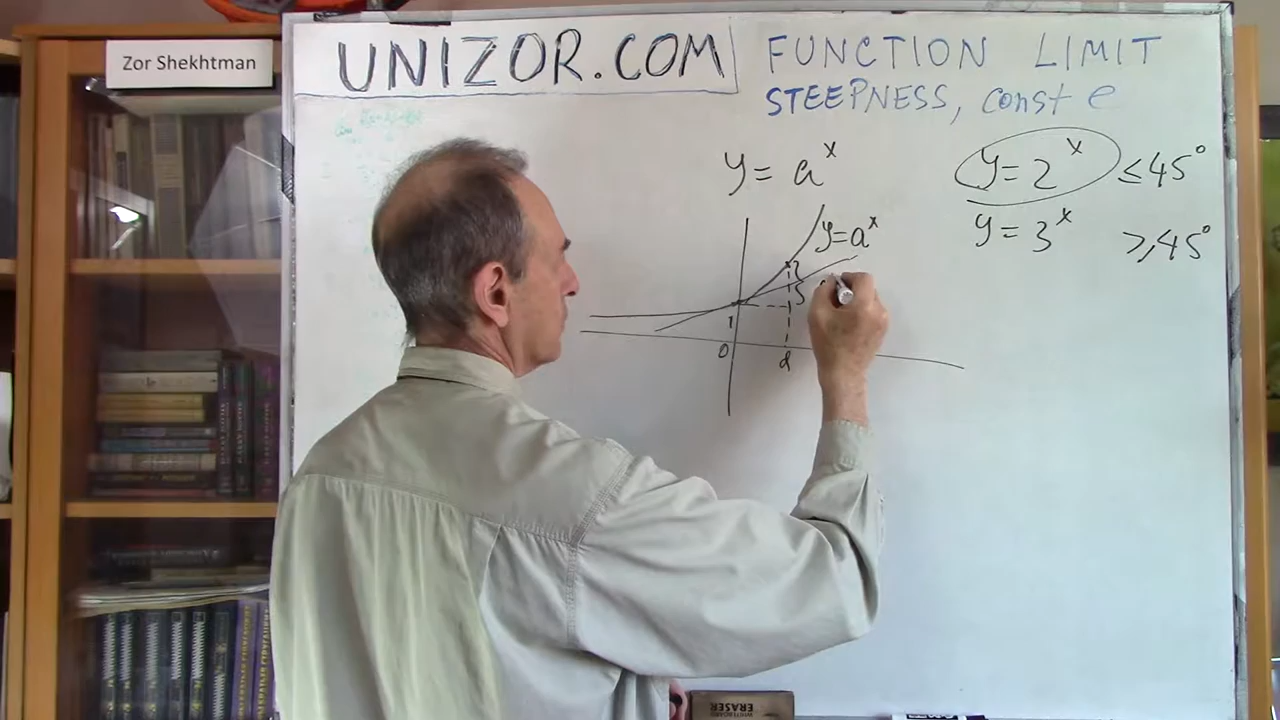 Zor Shekhtman
UNIZOR.COM
FUNCTION LIMIT
STEEPNESS, const e
y = a^x
y = 2^x ≤ 45°
y = 3^x ≥ 45°
y=a^x
1
0
d
ERASER